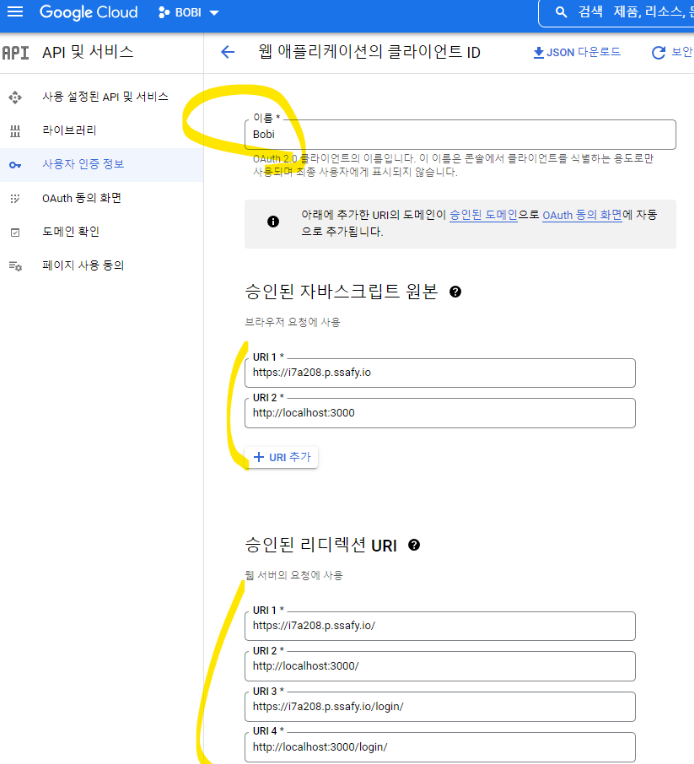 Google Cloud
BOBI
검색 제품, 리소스,
API API 및 서비스
웹 애플리케이션의 클라이언트 ID
JSON 다운로드
보안
사용 설정된 API 및 서비스
라이브러리
사용자 인증 정보
OAuth 동의 화면
도메인 확인
페이지 사용 동의
이름 *
Bobi
OAuth 2.0 클라이언트의 이름입니다. 이 이름은 콘솔에서 클라이언트를 식별하는 용도로만
사용되며 최종 사용자에게 표시되지 않습니다.
아래에 추가한 URI의 도메인이 승인된 도메인으로 OAuth 동의 화면에 자동
으로 추가됩니다.
승인된 자바스크립트 원본
브라우저 요청에 사용
URI 1 *
https://i7a208.p.ssafy.io
URI 2 *
http://localhost:3000
+ URI 추가
승인된 리디렉션 URI
웹 서버의 요청에 사용
URI 1 *
https://i7a208.p.ssafy.io/
URI 2 *
http://localhost:3000/
URI 3 *
https://i7a208.p.ssafy.io/login/
URI 4 *
http://localhost:3000/login/